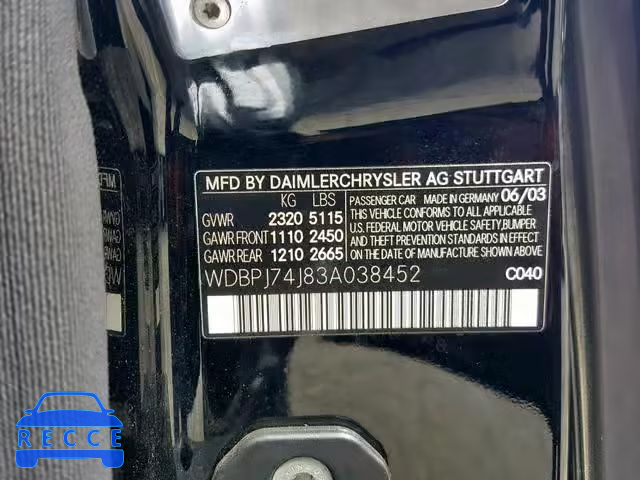 MFD BY DAIMLERCHRYSLER AG STUTTGART
KG LBS
GVWR 2320 5115
GAWR FRONT 1110 2450
GAWR REAR 1210 2665
PASSENGER CAR MADE IN GERMANY 06/03
THIS VEHICLE CONFORMS TO ALL APPLICABLE
U.S. FEDERAL MOTOR VEHICLE SAFETY,BUMPER
AND THEFT PREVENTION STANDARDS IN EFFECT
ON THE DATE OF MANUFACTURE SHOWN ABOVE
WDBPJ74J83A038452
C040
RECCE